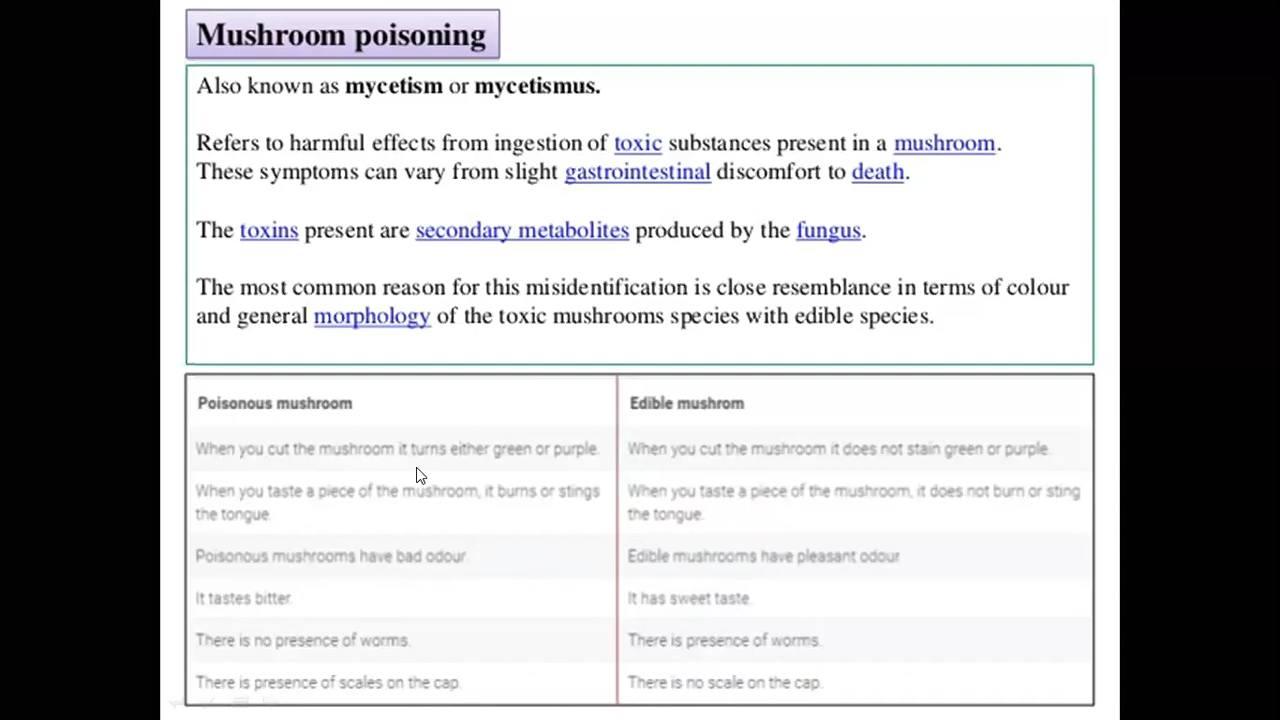 Mushroom poisoning
Also known as mycetism or mycetismus.
Refers to harmful effects from ingestion of toxic substances present in a mushroom.
These symptoms can vary from slight gastrointestinal discomfort to death.
The toxins present are secondary metabolites produced by the fungus.
The most common reason for this misidentification is close resemblance in terms of colour
and general morphology of the toxic mushrooms species with edible species.
Poisonous mushroom
Edible mushrom
When you cut the mushroom it turns either green or purple.
When you cut the mushroom it does not stain green or purple.
When you taste a piece of the mushroom, it burns or stings
the tongue.
When you taste a piece of the mushroom, it does not burn or sting
the tongue.
Poisonous mushrooms have bad odour.
Edible mushrooms have pleasant odour
It tastes bitter.
It has sweet taste.
There is no presence of worms.
There is presence of worms.
There is presence of scales on the cap.
There is no scale on the cap.